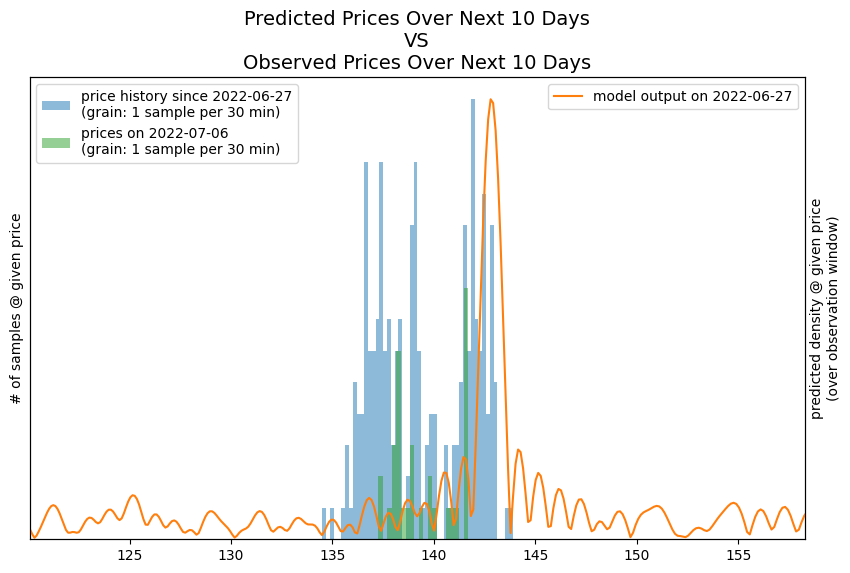 Predicted Prices Over Next 10 Days
VS
Observed Prices Over Next 10 Days
price history since 2022-06-27
(grain: 1 sample per 30 min)
prices on 2022-07-06
(grain: 1 sample per 30 min)
model output on 2022-06-27
# of samples @ given price
predicted density @ given price
(over observation window)
125 130 135 140 145 150 155